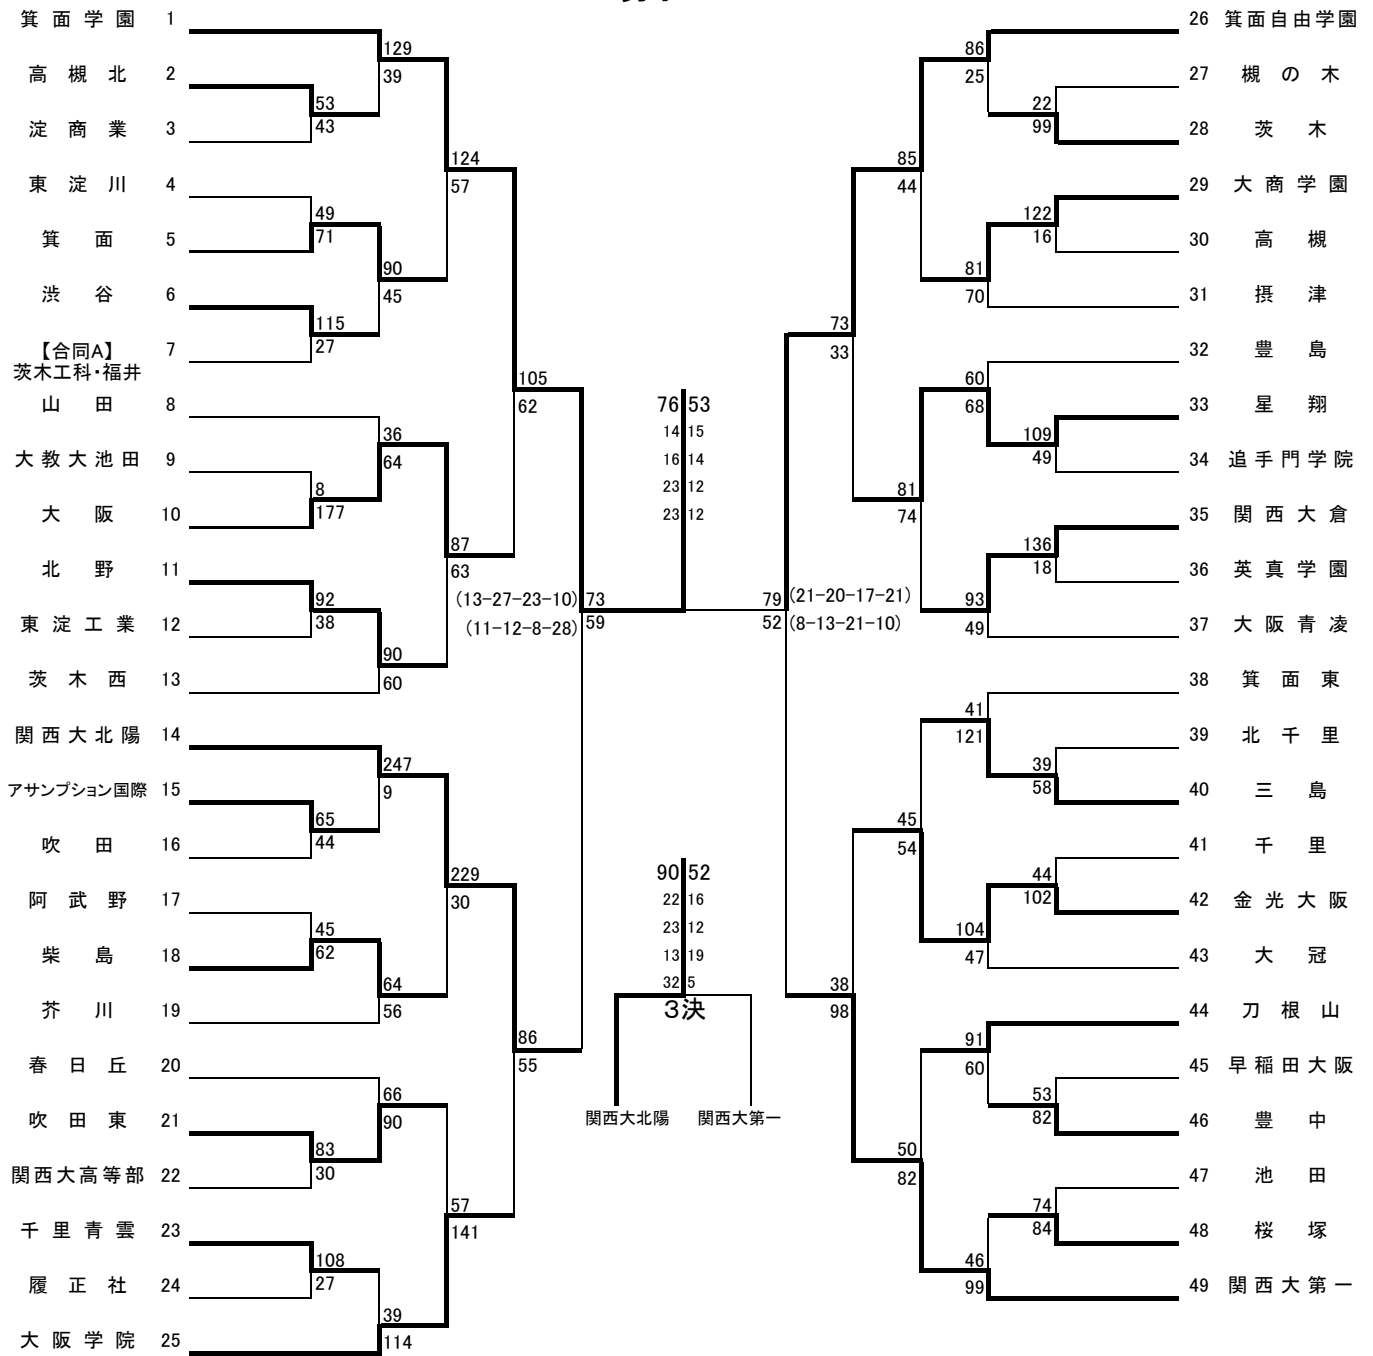 箕面学園 1
129
39
高槻北 2
53
43
淀商業 3
124
57
東淀川 4
49
71
箕面 5
90
45
渋谷 6
115
27
【合同A】 7
茨木工科・福井
105
62
山田 8
36
64
大教大池田 9
8
177
大阪 10
87
63
北野 11
92
38
東淀工業 12
90
60
茨木西 13
(13-27-23-10) 73
(11-12-8-28) 59
関西大北陽 14
247
9
アサンプション国際 15
65
44
吹田 16
229
30
阿武野 17
45
62
柴島 18
64
56
芥川 19
86
55
春日丘 20
66
90
吹田東 21
83
30
関西大高等部 22
57
141
千里青雲 23
108
27
履正社 24
39
114
大阪学院 25
76 53
14 15
16 14
23 12
23 12
90 52
22 16
23 12
13 19
32 5
3決
関西大北陽 関西大第一
26 箕面自由学園
86
25
27 槻の木
22
99
28 茨木
85
44
29 大商学園
122
16
30 高槻
81
70
31 摂津
73
33
32 豊島
60
68
33 星翔
109
49
34 追手門学院
81
74
35 関西大倉
136
18
36 英真学園
93
49
37 大阪青凌
79 (21-20-17-21)
52 (8-13-21-10)
38 箕面東
41
121
39 北千里
39
58
40 三島
45
54
41 千里
44
102
42 金光大阪
104
47
43 大冠
38
98
44 刀根山
91
60
45 早稲田大阪
53
82
46 豊中
50
82
47 池田
74
84
48 桜塚
46
99
49 関西大第一